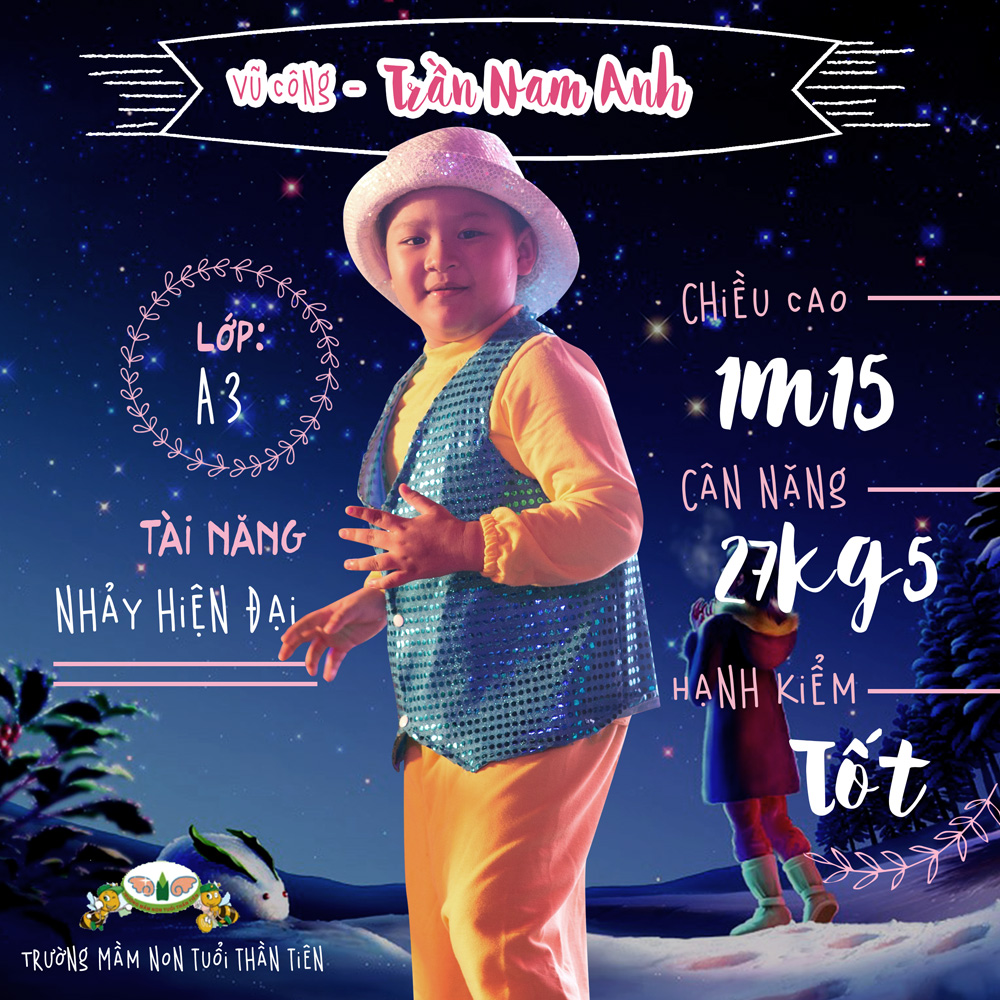 VŨ CÔNG - Trần Nam Anh
LỚP:
A3
TÀI NĂNG
NHẢY HIỆN ĐẠI
CHIỀU CAO
1m15
CÂN NẶNG
27kg5
HẠNH KIỂM
Tốt
TRƯỜNG MẦM NON TUỔI THẦN TIÊN